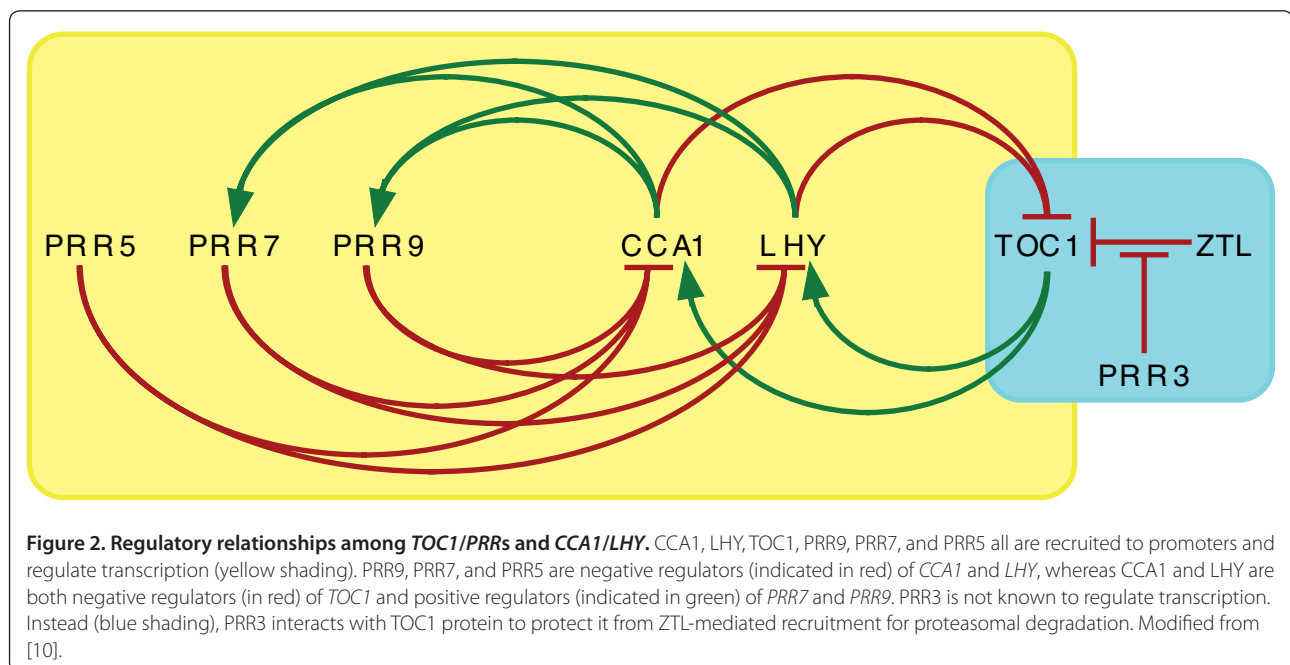 PRR5 PRR7 PRR9 CCA1 LHY TOC1 ZTL
PRR3
Figure 2. Regulatory relationships among TOC1/PRRs and CCA1/LHY. CCA1, LHY, TOC1, PRR9, PRR7, and PRR5 all are recruited to promoters and
regulate transcription (yellow shading). PRR9, PRR7, and PRR5 are negative regulators (indicated in red) of CCA1 and LHY, whereas CCA1 and LHY are
both negative regulators (in red) of TOC1 and positive regulators (indicated in green) of PRR7 and PRR9. PRR3 is not known to regulate transcription.
Instead (blue shading), PRR3 interacts with TOC1 protein to protect it from ZTL-mediated recruitment for proteasomal degradation. Modified from
[10].